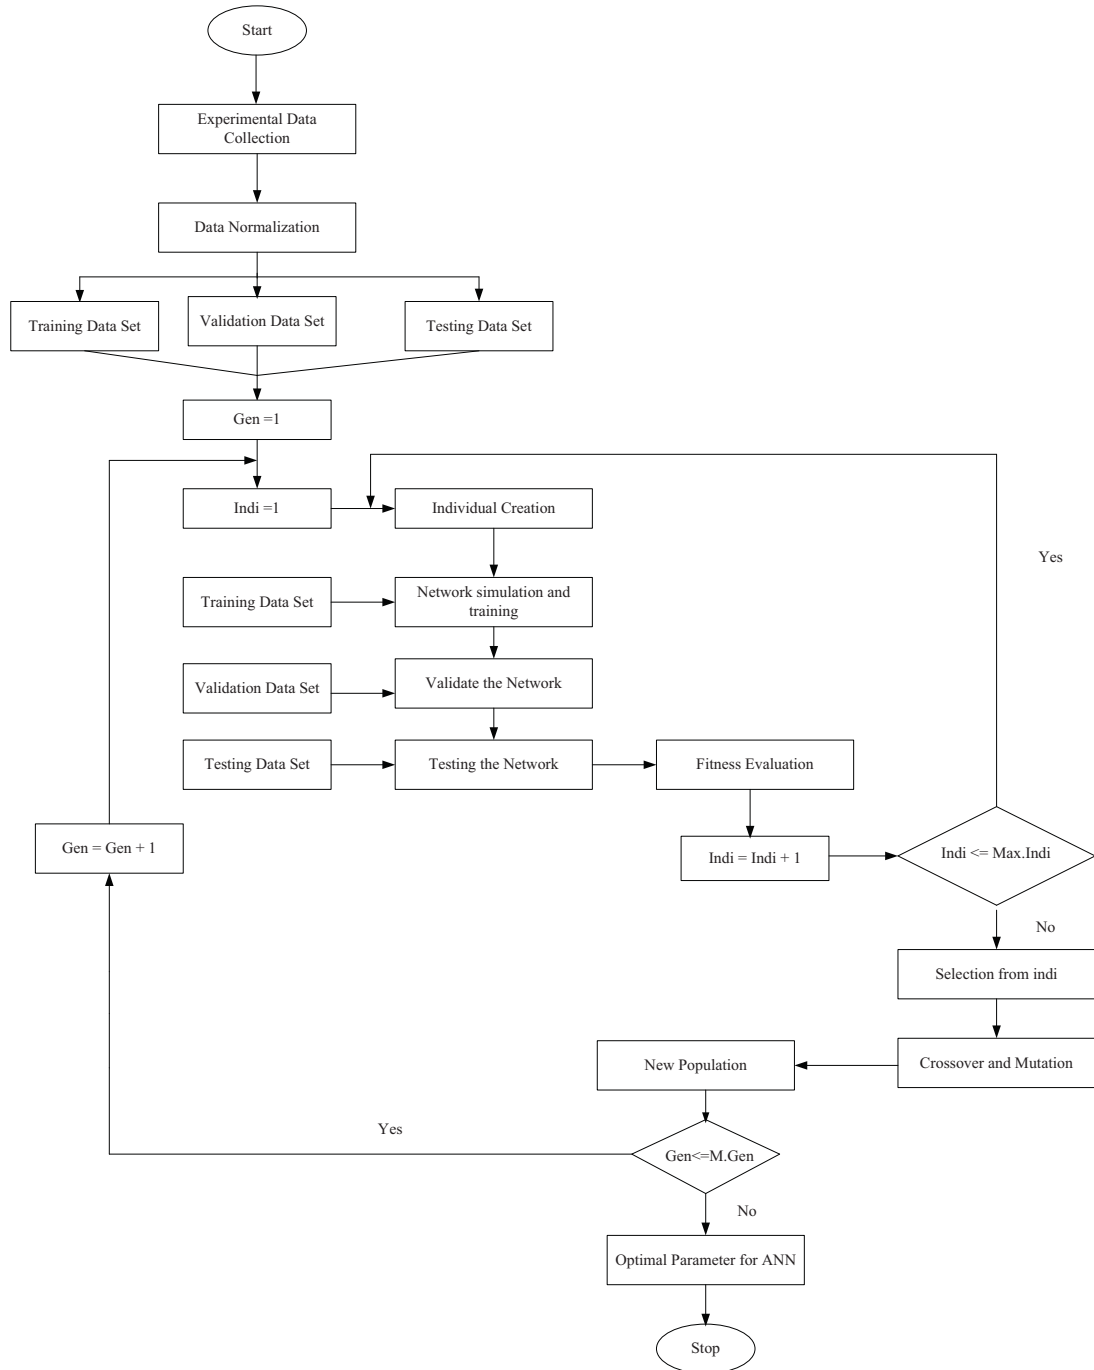 Start
Experimental Data
Collection
Data Normalization
Training Data Set
Validation Data Set
Testing Data Set
Gen =1
Indi =1
Individual Creation
Yes
Training Data Set
Network simulation and
training
Validation Data Set
Validate the Network
Testing Data Set
Testing the Network
Fitness Evaluation
Gen = Gen + 1
Indi = Indi + 1
Indi <= Max.Indi
No
Selection from indi
New Population
Crossover and Mutation
Yes
Gen<=M.Gen
No
Optimal Parameter for ANN
Stop